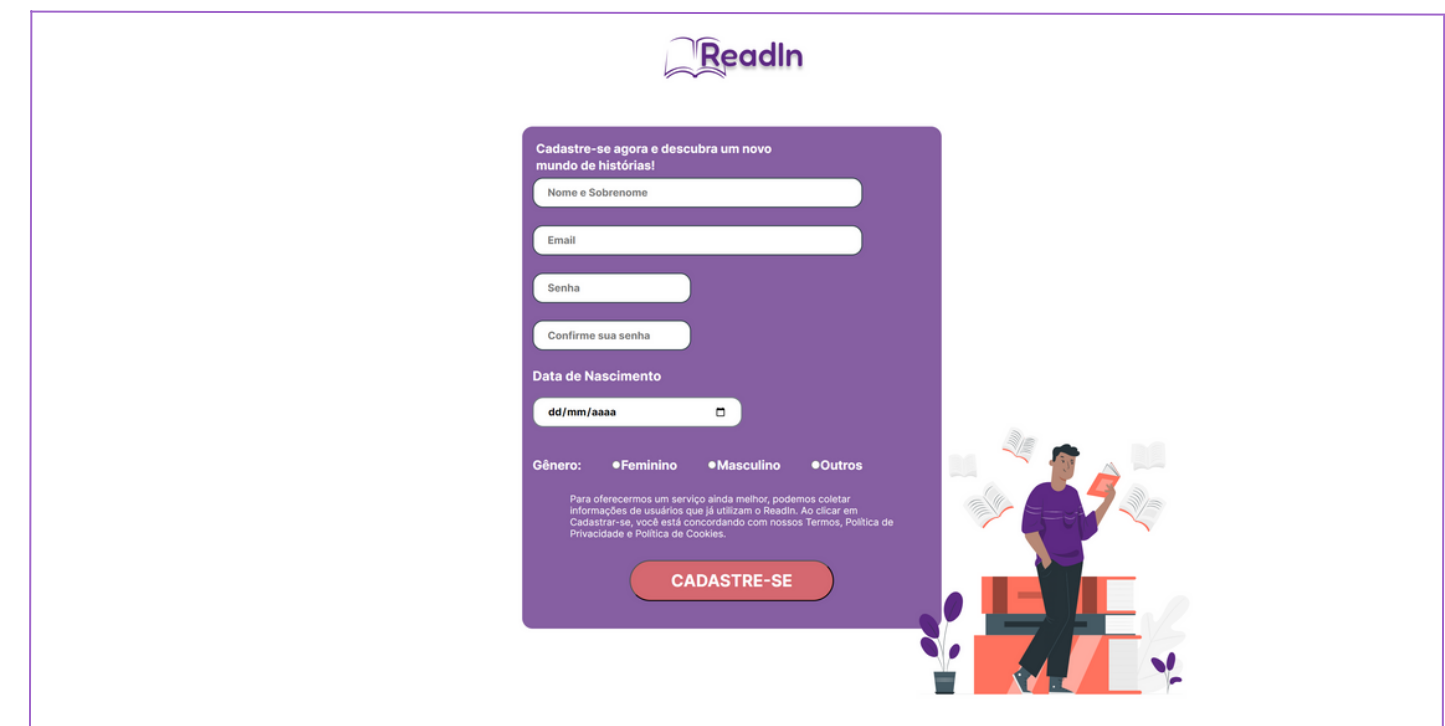 ReadIn
Cadastre-se agora e descubra um novo
mundo de histórias!
Nome e Sobrenome
Email
Senha
Confirme sua senha
Data de Nascimento
dd/mm/aaaa
Gênero: Feminino Masculino Outros
Para oferecermos um serviço ainda melhor, podemos coletar
informações de usuários que já utilizam o ReadIn. Ao clicar em
Cadastrar-se, você está concordando com nossos Termos, Política de
Privacidade e Política de Cookies.
CADASTRE-SE